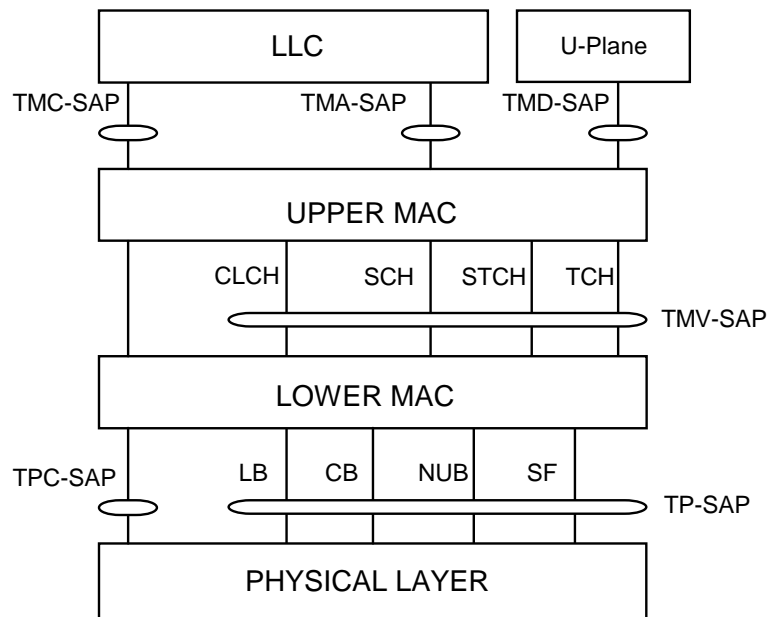 LLC
U-Plane
TMC-SAP
TMA-SAP
TMD-SAP
UPPER MAC
CLCH
SCH
STCH
TCH
TMV-SAP
LOWER MAC
TPC-SAP
LB
CB
NUB
SF
TP-SAP
PHYSICAL LAYER